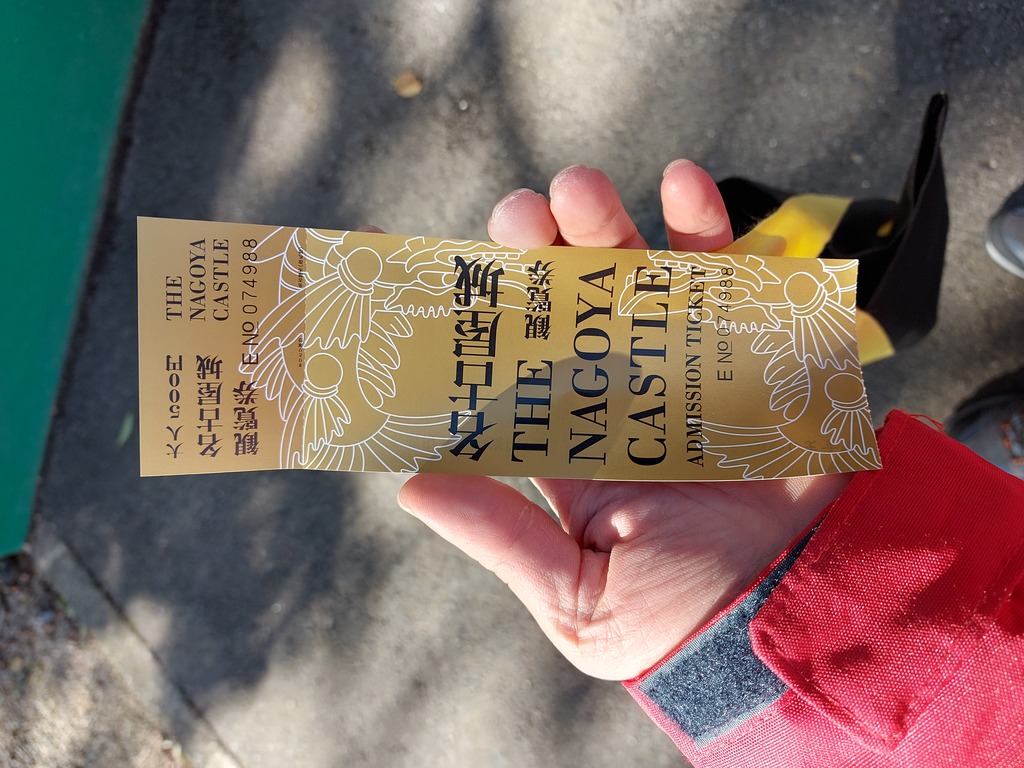 大人500円
THE
名古屋城
NAGOYA
観覧券
CASTLE
E No 074988
名古屋城
THE 観覧券
NAGOYA
CASTLE
ADMISSION TICKET
E No 074988